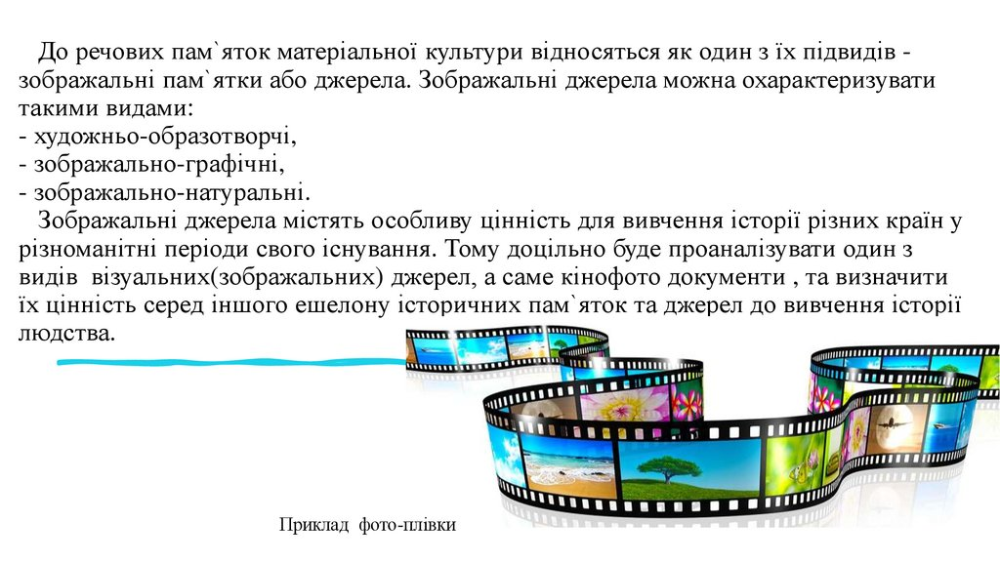 До речових пам`яток матеріальної культури відносяться як один з їх підвидів -
зображальні пам`ятки або джерела. Зображальні джерела можна охарактеризувати
такими видами:
- художньо-образотворчі,
- зображально-графічні,
- зображально-натуральні.
Зображальні джерела містять особливу цінність для вивчення історії різних країн у
різноманітні періоди свого існування. Тому доцільно буде проаналізувати один з
видів  візуальних(зображальних) джерел, а саме кінофото документи , та визначити
їх цінність серед іншого ешелону історичних пам`яток та джерел до вивчення історії
людства.
Приклад  фото-плівки